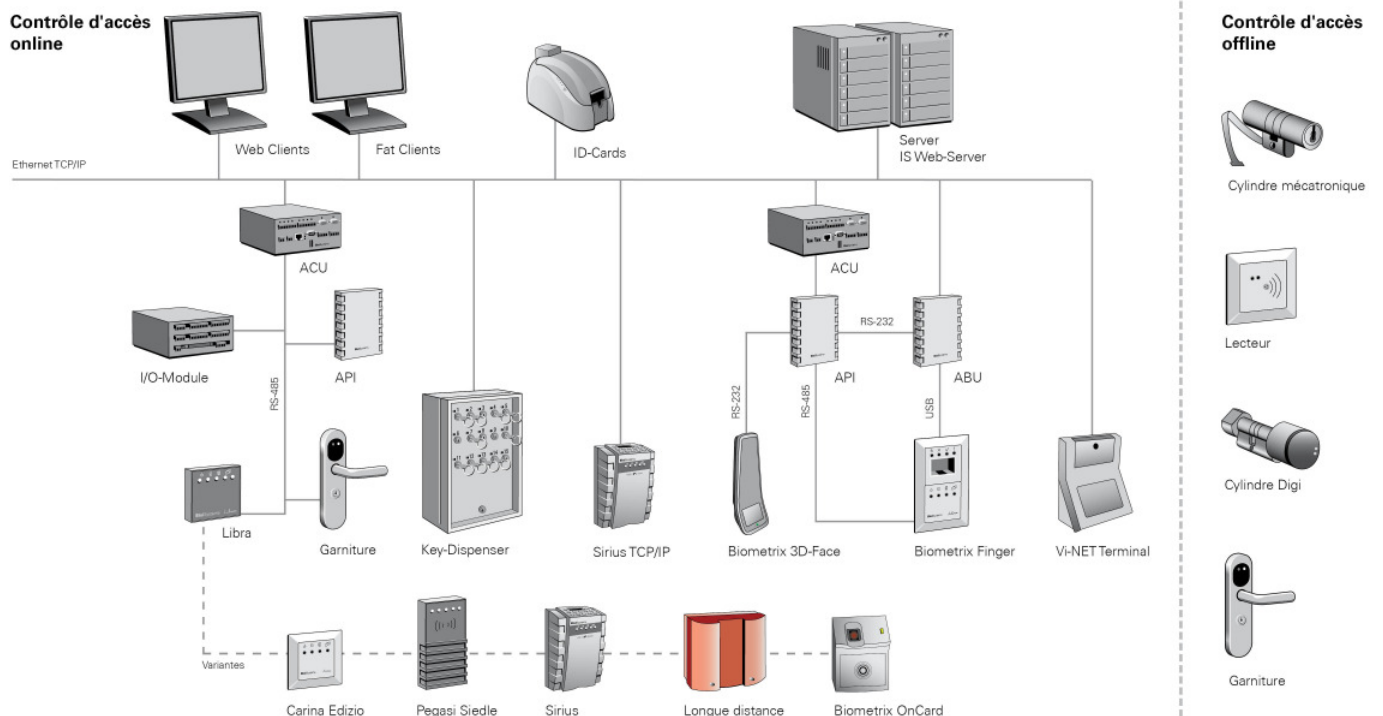 Contrôle d'accès
online
Contrôle d'accès
offline
Web Clients
Fat Clients
ID-Cards
Server
IS Web-Server
Ethernet TCP/IP
Cylindre mécatronique
ACU
ACU
RS-232
Lecteur
I/O-Module
API
API
ABU
RS-485
RS-232
RS-485
USB
Cylindre Digi
Libra
Garniture
Key-Dispenser
Sirius TCP/IP
Biometrix 3D-Face
Biometrix Finger
Vi-NET Terminal
Variantes
Garniture
Carina Edizio
Pegasi Siedle
Sirius
Longue distance
Biometrix OnCard